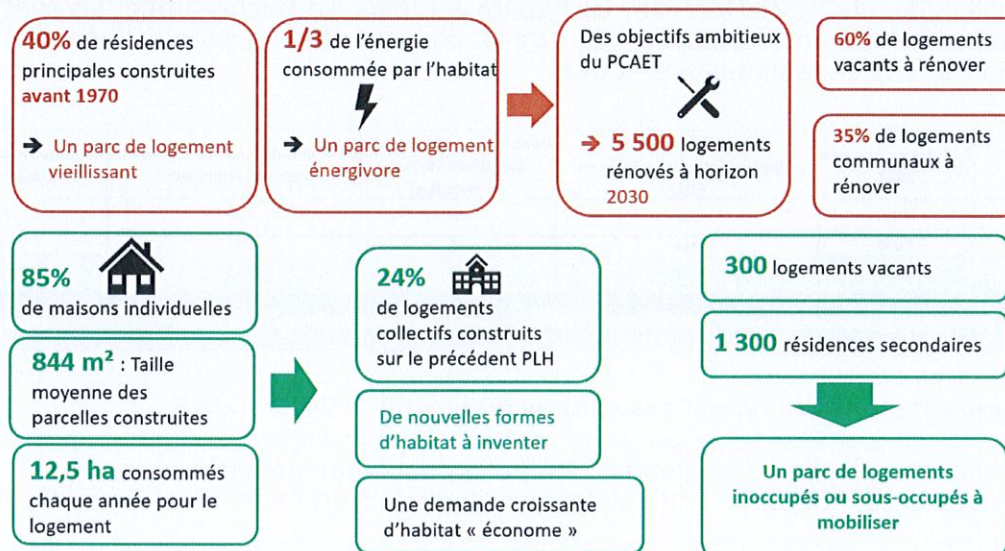 40% de résidences
principales construites
avant 1970
➔ Un parc de logement
vieillissant
1/3 de l’énergie
consommée par l’habitat
➔ Un parc de logement
énergivore
Des objectifs ambitieux
du PCAET
➔ 5 500 logements
rénovés à horizon
2030
60% de logements
vacants à rénover
35% de logements
communaux à
rénover
85%
de maisons individuelles
844 m² : Taille
moyenne des
parcelles construites
12,5 ha consommés
chaque année pour le
logement
24%
de logements
collectifs construits
sur le précédent PLH
De nouvelles formes
d’habitat à inventer
Une demande croissante
d’habitat « économe »
300 logements vacants
1 300 résidences secondaires
Un parc de logements
inoccupés ou sous-occupés à
mobiliser